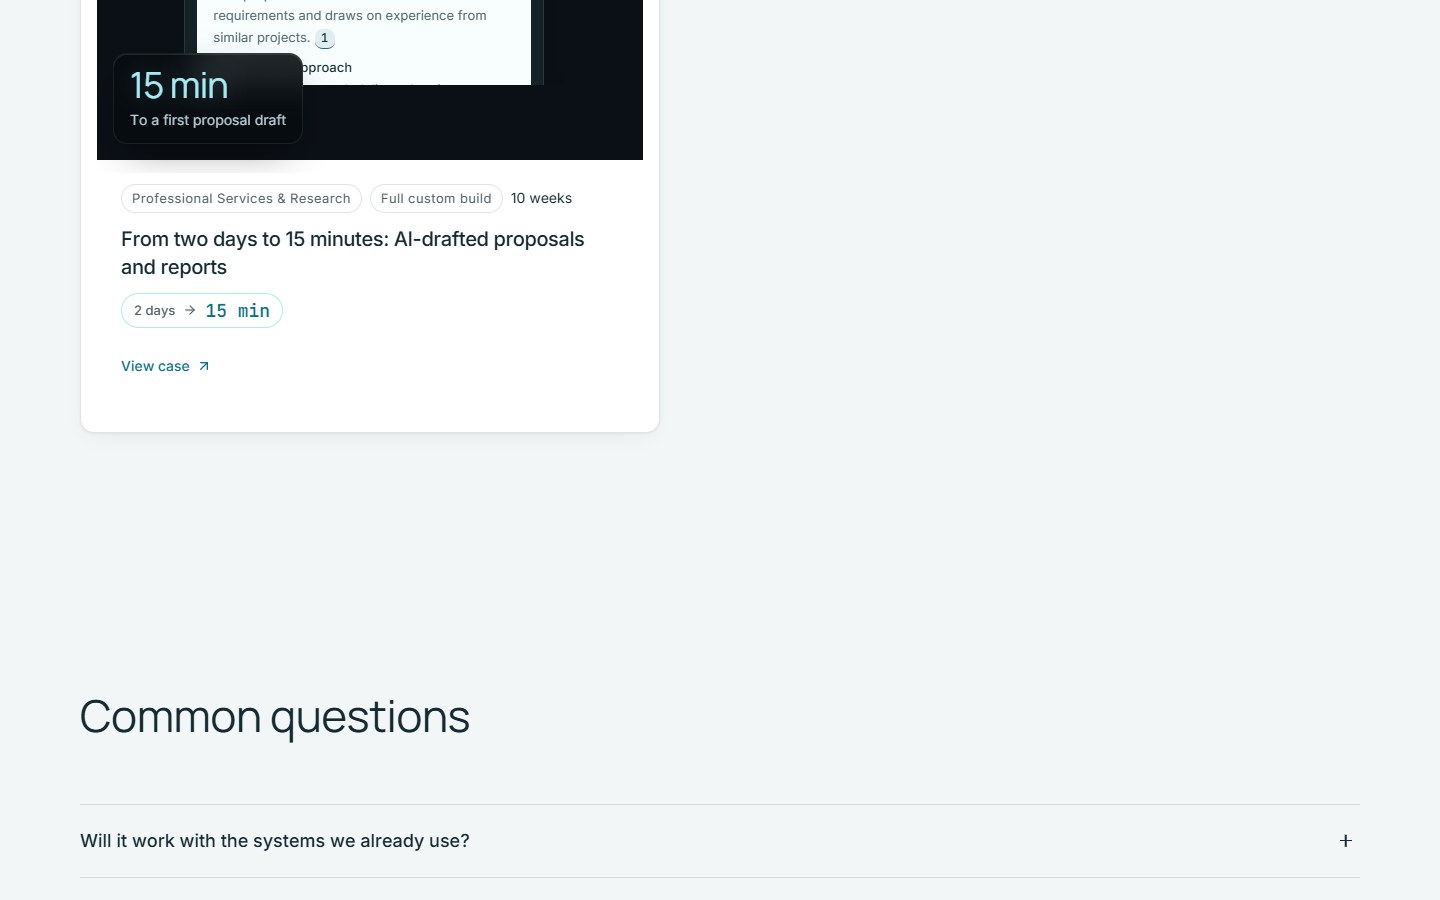 requirements and draws on experience from
similar projects. 1
15 min
To a first proposal draft
Professional Services & Research
Full custom build
10 weeks
From two days to 15 minutes: AI-drafted proposals
and reports
2 days → 15 min
View case
Common questions
Will it work with the systems we already use?